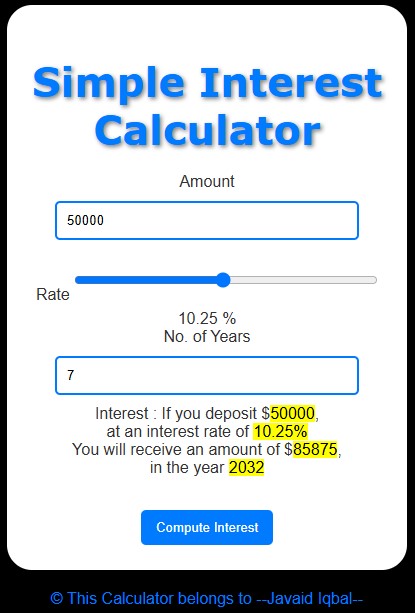 Simple Interest
Calculator
Amount
50000
Rate
10.25 %
No. of Years
7
Interest : If you deposit $50000,
at an interest rate of 10.25%
You will receive an amount of $85875,
in the year 2032
Compute Interest
© This Calculator belongs to --Javaid Iqbal--